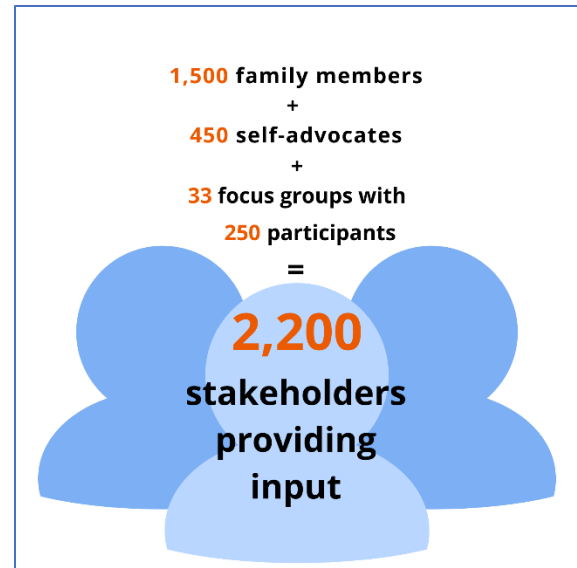 1,500 family members
+
450 self-advocates
+
33 focus groups with
250 participants
=
2,200
stakeholders
providing
input